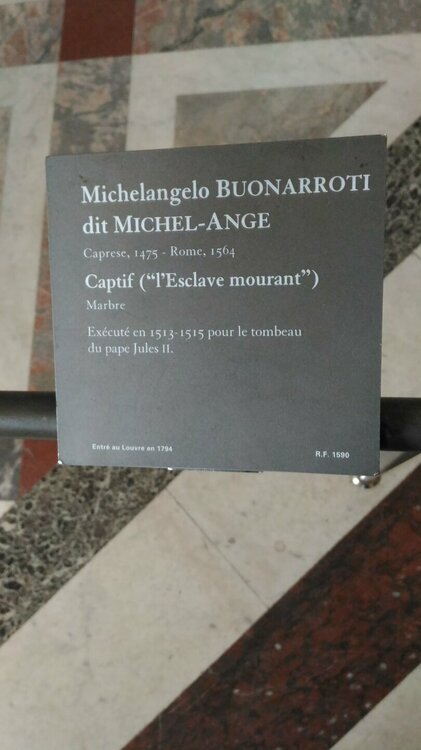 Michelangelo BUONARROTI
dit MICHEL-ANGE
Caprese, 1475 - Rome, 1564
Captif (“l’Esclave mourant”)
Marbre
Exécuté en 1513-1515 pour le tombeau
du pape Jules II.
Entré au Louvre en 1794
R.F. 1590